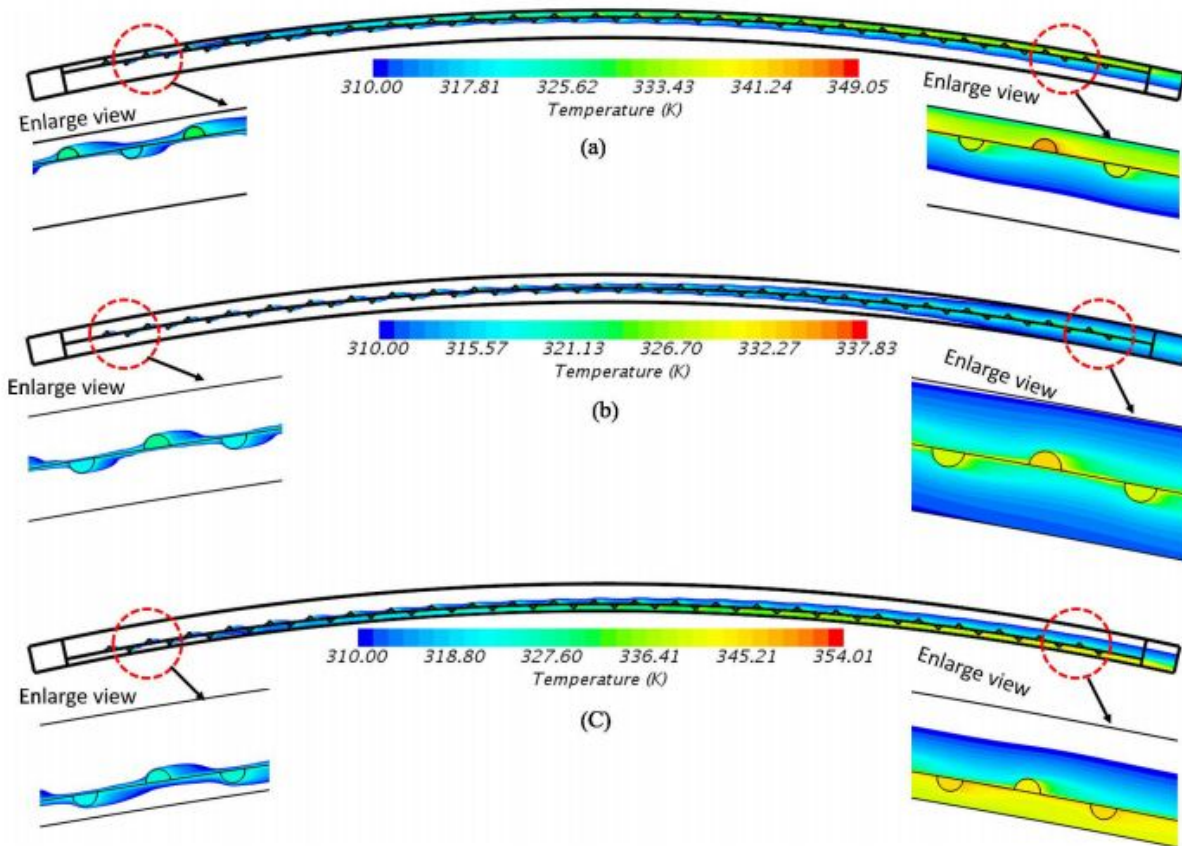 310.00 317.81 325.62 333.43 341.24 349.05
Temperature (K)
Enlarge view
Enlarge view
(a)
310.00 315.57 321.13 326.70 332.27 337.83
Temperature (K)
Enlarge view
Enlarge view
(b)
310.00 318.80 327.60 336.41 345.21 354.01
Temperature (K)
Enlarge view
Enlarge view
(C)